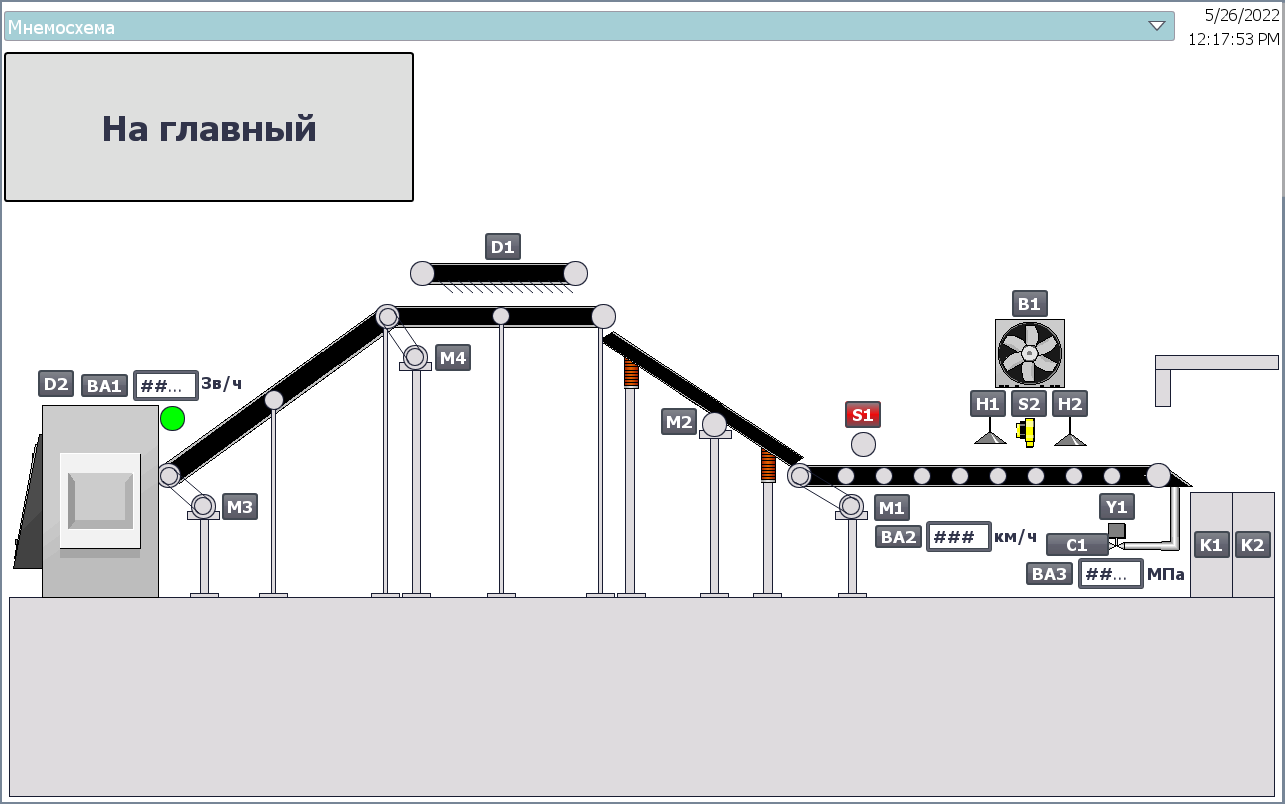 Мнемосхема
5/26/2022
12:17:53 PM
На главный
D1
B1
M4
D2 BA1 ##... Зв/ч
H1 S2 H2
S1
M2
M3
M1
Y1
BA2 ### км/ч
C1
K1 K2
BA3 ##... МПа